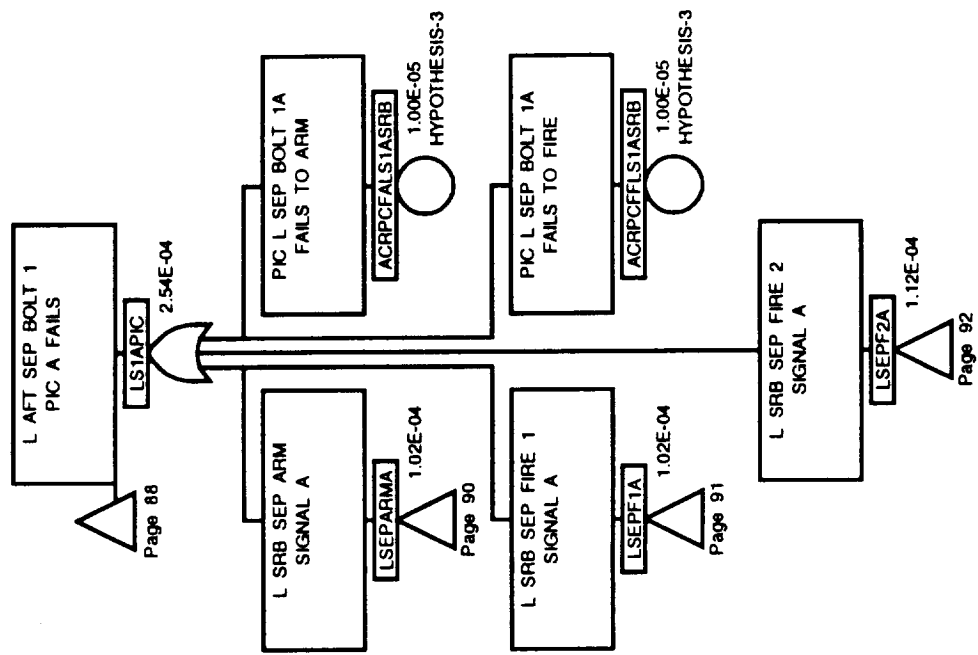 L AFT SEP BOLT 1
PIC A FAILS
LS1APIC
2.54E-04
Page 88
L SRB SEP ARM
SIGNAL A
LSEPARMA
1.02E-04
Page 90
PIC L SEP BOLT 1A
FAILS TO ARM
ACRPCFALS1ASRB
1.00E-05
HYPOTHESIS-3
L SRB SEP FIRE 1
SIGNAL A
LSEPF1A
1.02E-04
Page 91
PIC L SEP BOLT 1A
FAILS TO FIRE
ACRPCFFLS1ASRB
1.00E-05
HYPOTHESIS-3
L SRB SEP FIRE 2
SIGNAL A
LSEPF2A
1.12E-04
Page 92